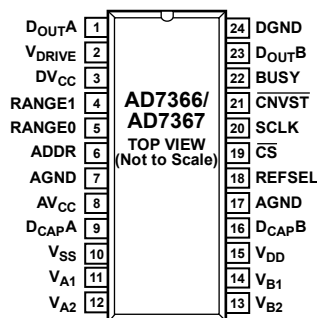 DOUTA 1 24 DGND
VDRIVE 2 23 DOUTB
DVCC 3 22 BUSY
RANGE1 4 AD7366/ 21 CNVST
RANGE0 5 AD7367 20 SCLK
ADDR 6 TOP VIEW 19 CS
AGND 7 (Not to Scale) 18 REFSEL
AVCC 8 17 AGND
DCAPA 9 16 DCAPB
VSS 10 15 VDD
VA1 11 14 VB1
VA2 12 13 VB2